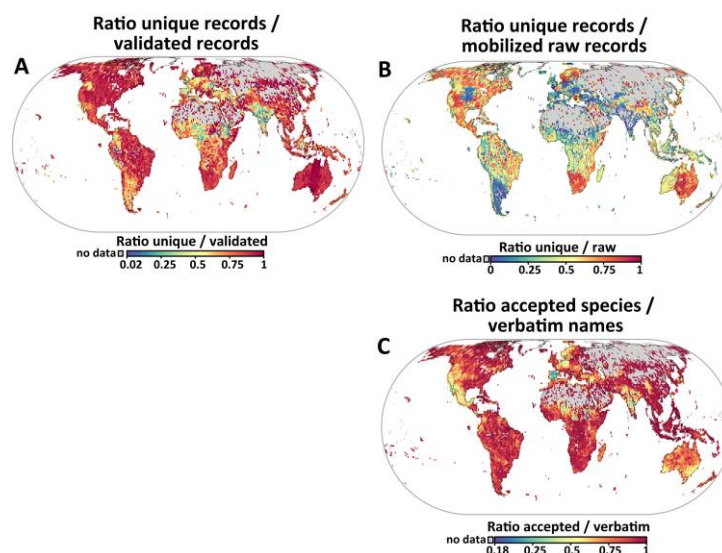 Ratio unique records /
validated records
A
Ratio unique / validated
no data
0.02 0.25 0.5 0.75 1
Ratio unique records /
mobilized raw records
B
Ratio unique / raw
no data
0 0.25 0.5 0.75 1
Ratio accepted species /
verbatim names
C
Ratio accepted / verbatim
no data
0.18 0.25 0.5 0.75 1